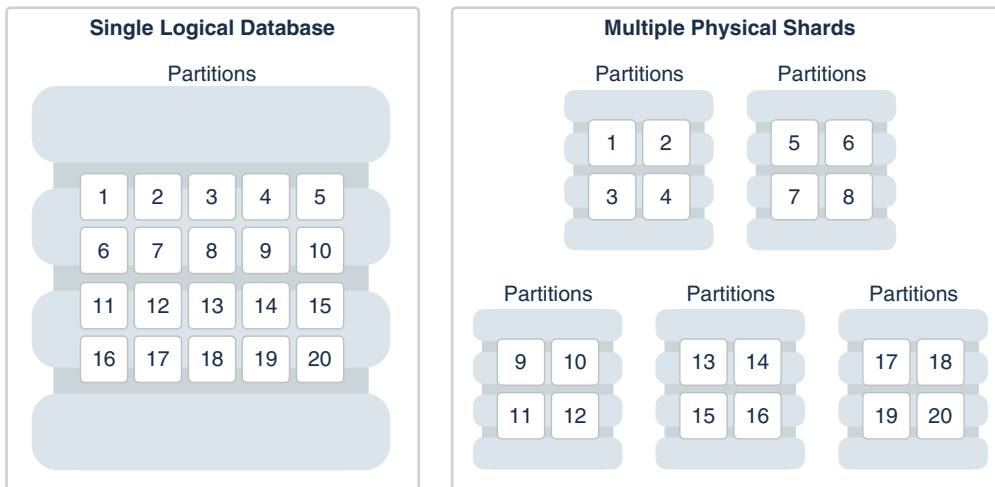 Single Logical Database
Partitions
1 2 3 4 5
6 7 8 9 10
11 12 13 14 15
16 17 18 19 20
Multiple Physical Shards
Partitions Partitions
1 2 5 6
3 4 7 8
Partitions Partitions Partitions
9 10 13 14 17 18
11 12 15 16 19 20